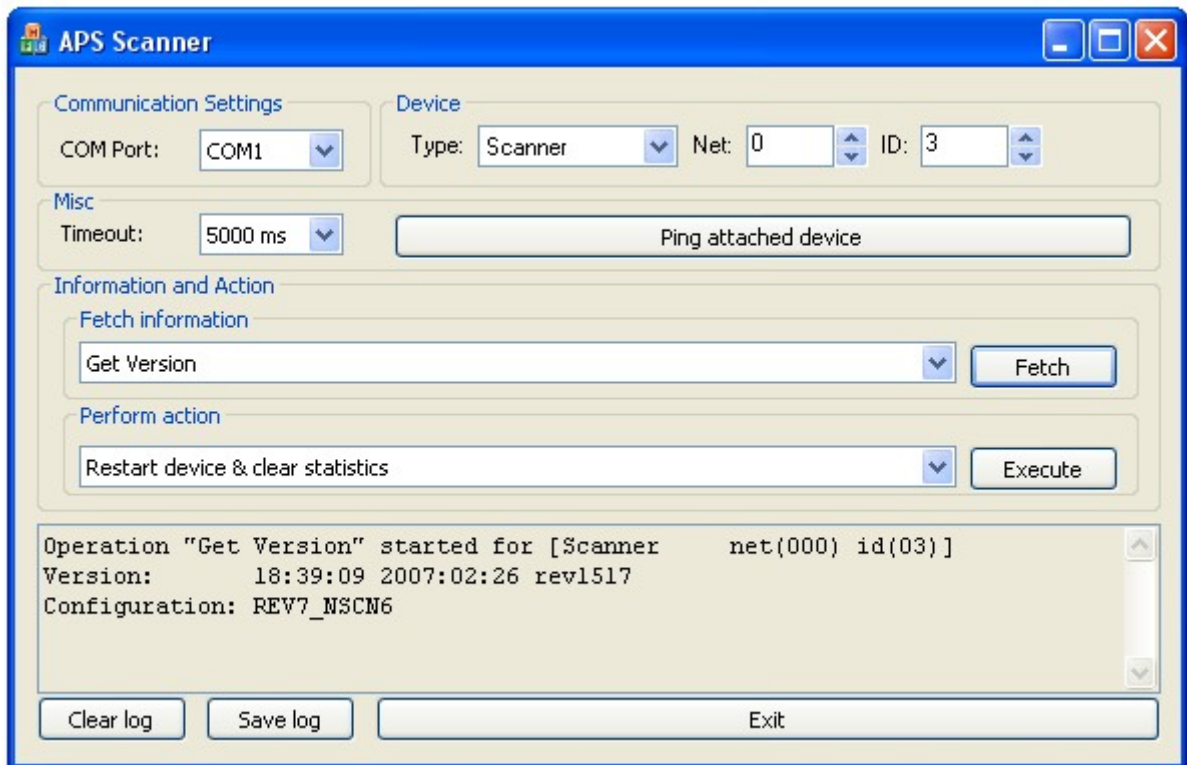 APS Scanner
Communication Settings
COM Port: COM1
Device
Type: Scanner Net: 0 ID: 3
Misc
Timeout: 5000 ms Ping attached device
Information and Action
Fetch information
Get Version Fetch
Perform action
Restart device & clear statistics Execute
Operation "Get Version" started for [Scanner     net(000) id(03)]
Version:       18:39:09 2007:02:26 rev1517
Configuration: REV7_NSCN6
Clear log Save log Exit